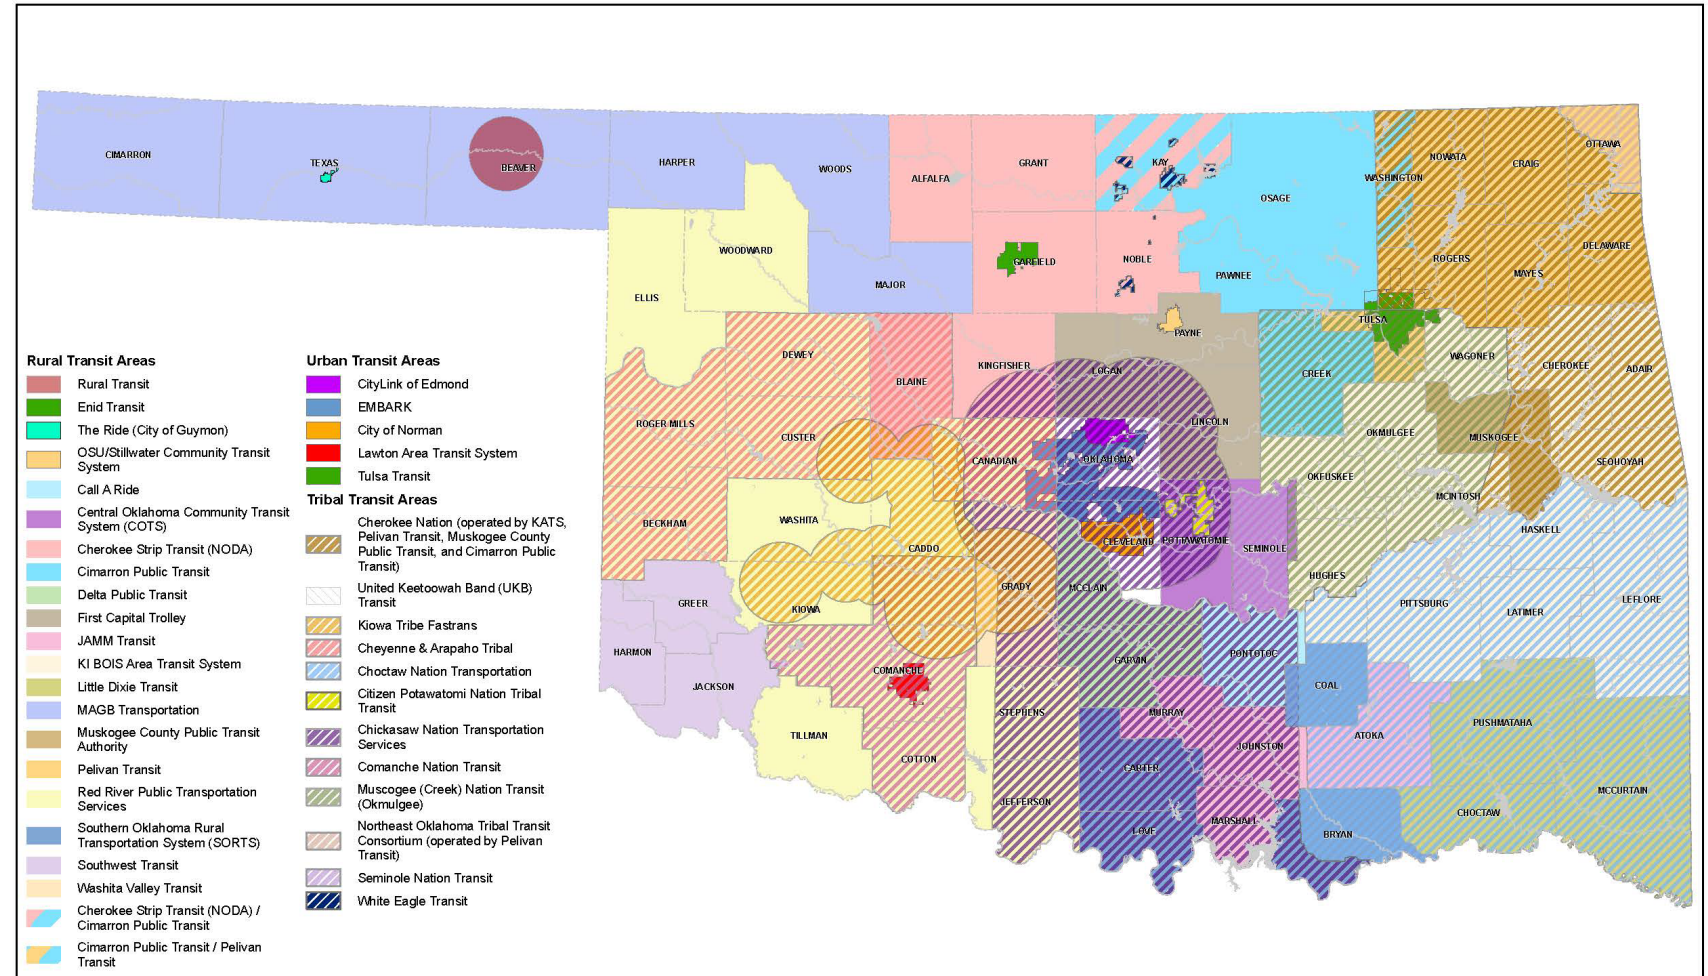 CIMARRON
TEXAS
BEAVER
HARPER
WOODS
ALFALFA
GRANT
KAY
OSAGE
WASHINGTON
NOWATA
CRAIG
OTTAWA
WOODWARD
ELLIS
MAJOR
GARFIELD
NOBLE
PAWNEE
ROGERS
MAYES
DELAWARE
DEWEY
BLAINE
KINGFISHER
LOGAN
PAYNE
TULSA
CREEK
WAGONER
CHEROKEE
ADAIR
ROGER MILLS
CUSTER
CANADIAN
OKLAHOMA
LINCOLN
OKMULGEE
MUSKOGEE
SEQUOYAH
OKFUSKEE
MCINTOSH
HASKELL
BECKHAM
WASHITA
CADDO
CLEVELAND
POTTAWATOMIE
SEMINOLE
HUGHES
GREER
KIOWA
GRADY
MCCLAIN
PITTSBURG
LATIMER
LEFLORE
HARMON
JACKSON
COMANCHE
GARVIN
PONTOTOC
COAL
TILLMAN
COTTON
STEPHENS
MURRAY
JOHNSTON
ATOKA
PUSHMATAHA
JEFFERSON
CARTER
LOVE
MARSHALL
BRYAN
CHOCTAW
MCCURTAIN
Rural Transit Areas
Rural Transit
Enid Transit
The Ride (City of Guymon)
OSU/Stillwater Community Transit
System
Call A Ride
Central Oklahoma Community Transit
System (COTS)
Cherokee Strip Transit (NODA)
Cimarron Public Transit
Delta Public Transit
First Capital Trolley
JAMM Transit
KI BOIS Area Transit System
Little Dixie Transit
MAGB Transportation
Muskogee County Public Transit
Authority
Pelivan Transit
Red River Public Transportation
Services
Southern Oklahoma Rural
Transportation System (SORTS)
Southwest Transit
Washita Valley Transit
Cherokee Strip Transit (NODA) /
Cimarron Public Transit
Cimarron Public Transit / Pelivan
Transit
Urban Transit Areas
CityLink of Edmond
EMBARK
City of Norman
Lawton Area Transit System
Tulsa Transit
Tribal Transit Areas
Cherokee Nation (operated by KATS,
Pelivan Transit, Muskogee County
Public Transit, and Cimarron Public
Transit)
United Keetoowah Band (UKB)
Transit
Kiowa Tribe Fastrans
Cheyenne & Arapaho Tribal
Choctaw Nation Transportation
Citizen Potawatomi Nation Tribal
Transit
Chickasaw Nation Transportation
Services
Comanche Nation Transit
Muscogee (Creek) Nation Transit
(Okmulgee)
Northeast Oklahoma Tribal Transit
Consortium (operated by Pelivan
Transit)
Seminole Nation Transit
White Eagle Transit